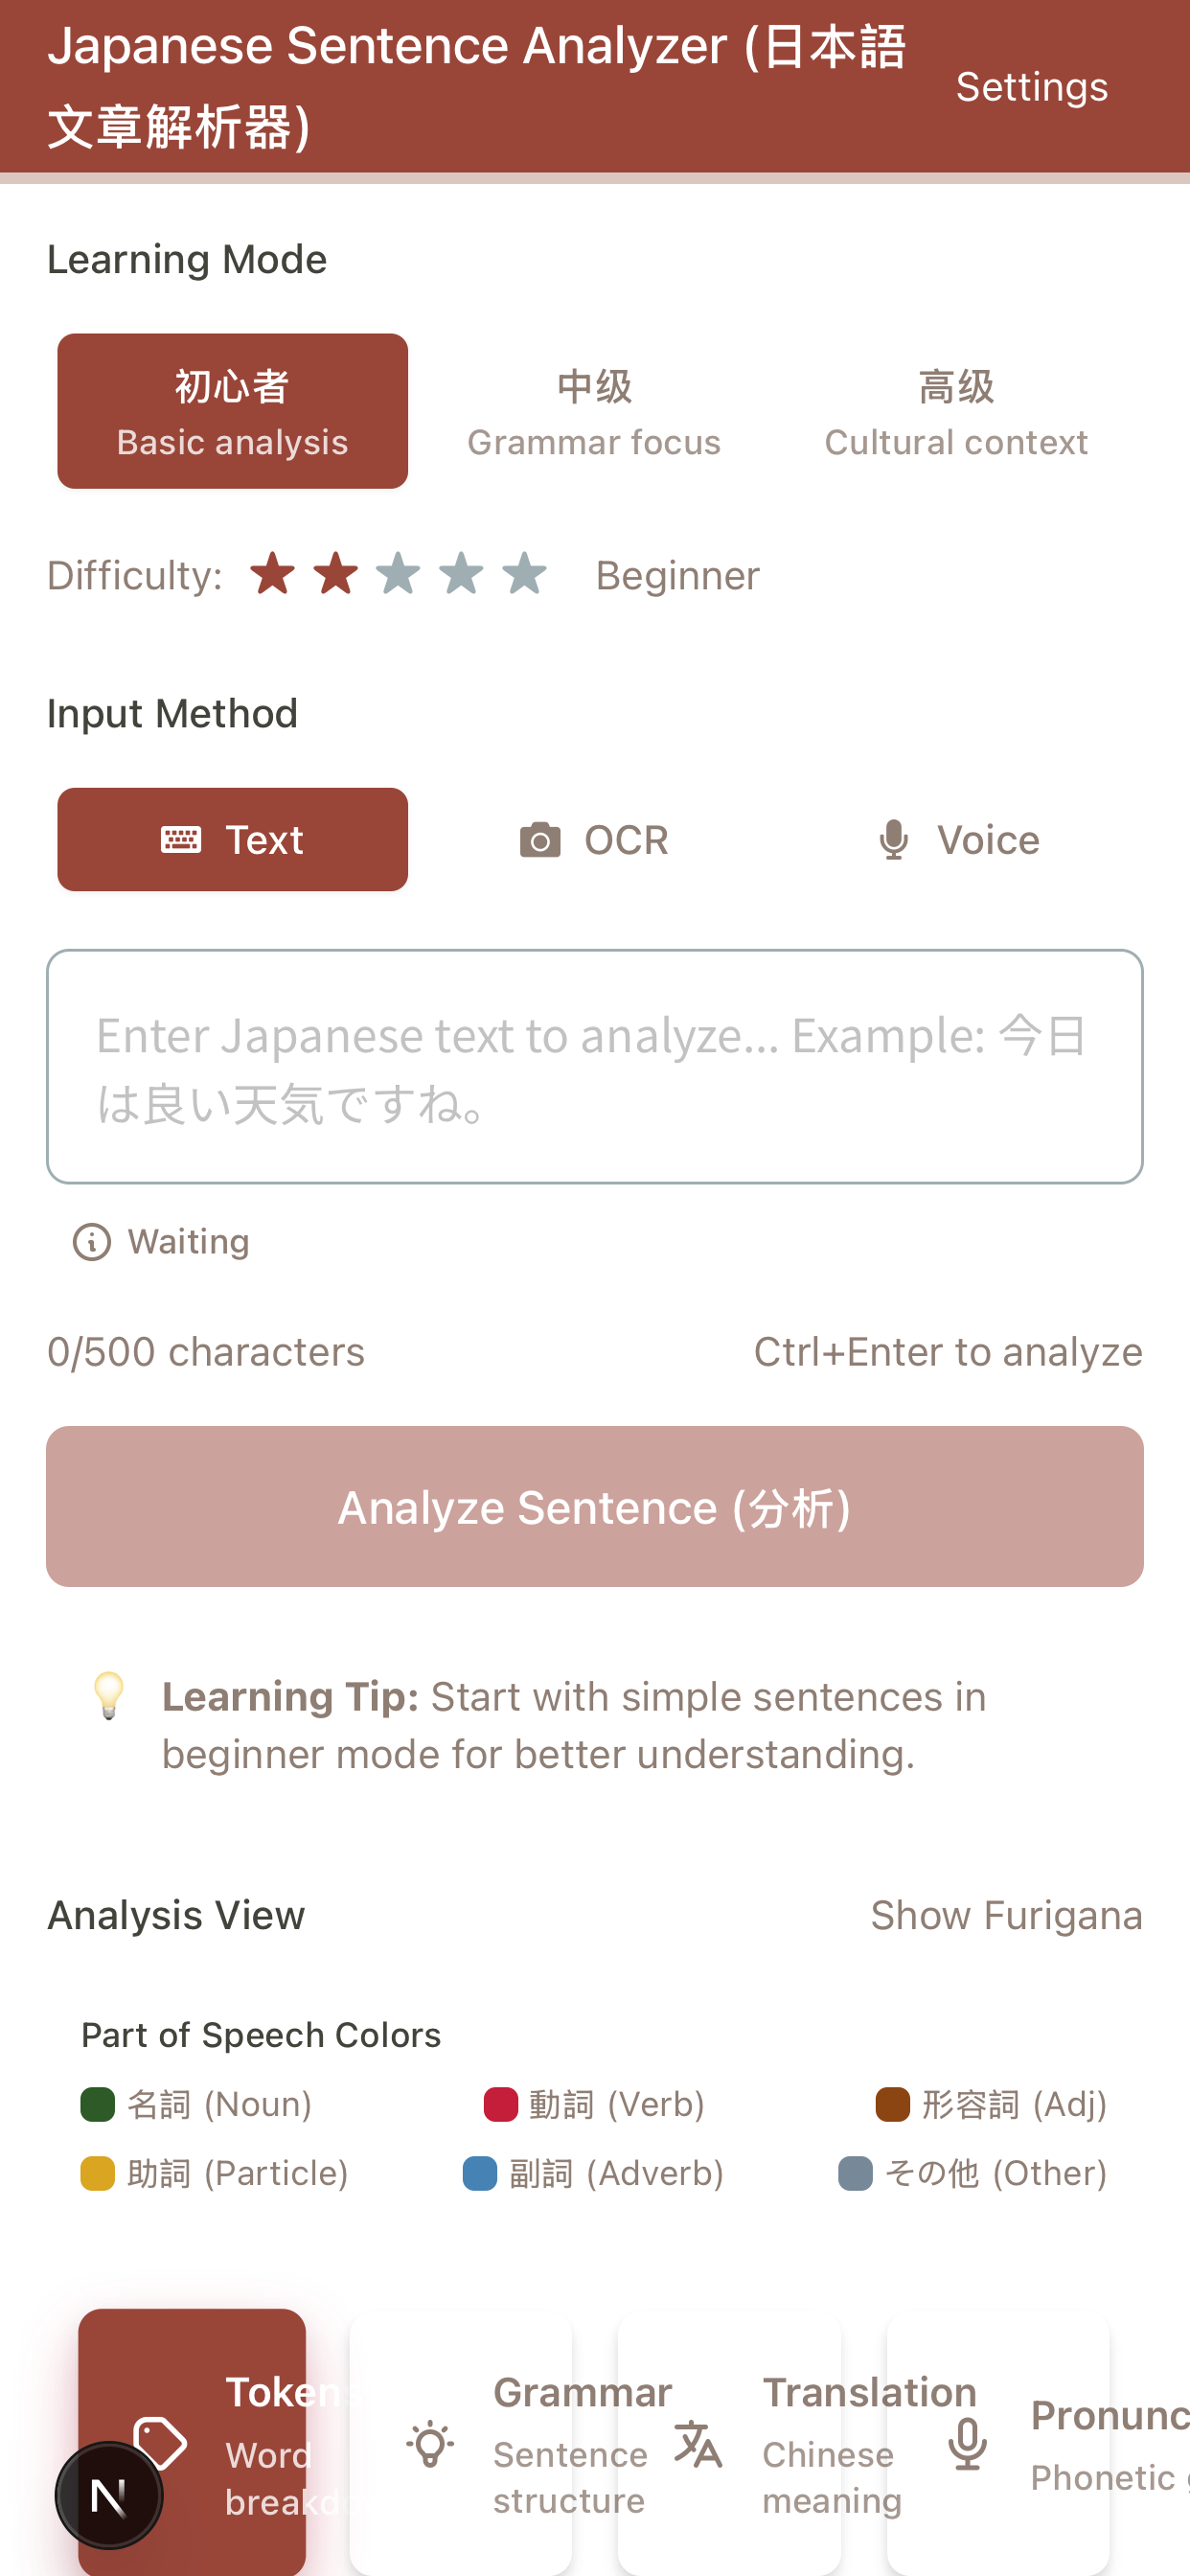 Japanese Sentence Analyzer (日本語
文章解析器)
Settings
Learning Mode
初心者
Basic analysis
中级
Grammar focus
高级
Cultural context
Difficulty:
Beginner
Input Method
Text
OCR
Voice
Enter Japanese text to analyze... Example: 今日
は良い天気ですね。
Waiting
0/500 characters
Ctrl+Enter to analyze
Analyze Sentence (分析)
Learning Tip: Start with simple sentences in
beginner mode for better understanding.
Analysis View
Show Furigana
Part of Speech Colors
名詞 (Noun)
動詞 (Verb)
形容詞 (Adj)
助詞 (Particle)
副詞 (Adverb)
その他 (Other)
Tokens
Word
Grammar
Sentence
structure
Translation
Chinese
meaning
Pronunc
Phonetic
N